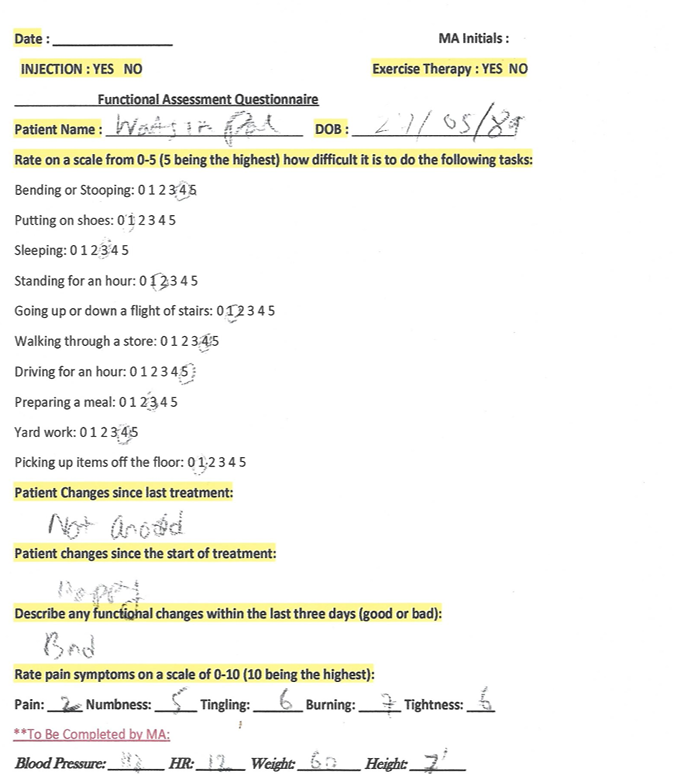 Date : ____________________ MA Initials :
INJECTION : YES NO Exercise Therapy : YES NO
Functional Assessment Questionnaire
Patient Name : DOB : /05/89
Rate on a scale from 0-5 (5 being the highest) how difficult it is to do the following tasks:
Bending or Stooping: 0 1 2 3 4 5
Putting on shoes: 0 1 2 3 4 5
Sleeping: 0 1 2 3 4 5
Standing for an hour: 0 1 2 3 4 5
Going up or down a flight of stairs: 0 1 2 3 4 5
Walking through a store: 0 1 2 3 4 5
Driving for an hour: 0 1 2 3 4 5
Preparing a meal: 0 1 2 3 4 5
Yard work: 0 1 2 3 4 5
Picking up items off the floor: 0 1 2 3 4 5
Patient Changes since last treatment:
Not
Patient changes since the start of treatment:
Describe any functional changes within the last three days (good or bad):
Bad
Rate pain symptoms on a scale of 0-10 (10 being the highest):
Pain: 2 Numbness: 5 Tingling: 6 Burning: 7 Tightness: 6
**To Be Completed by MA:
Blood Pressure: HR: 12 Weight: 60 Height: 7'